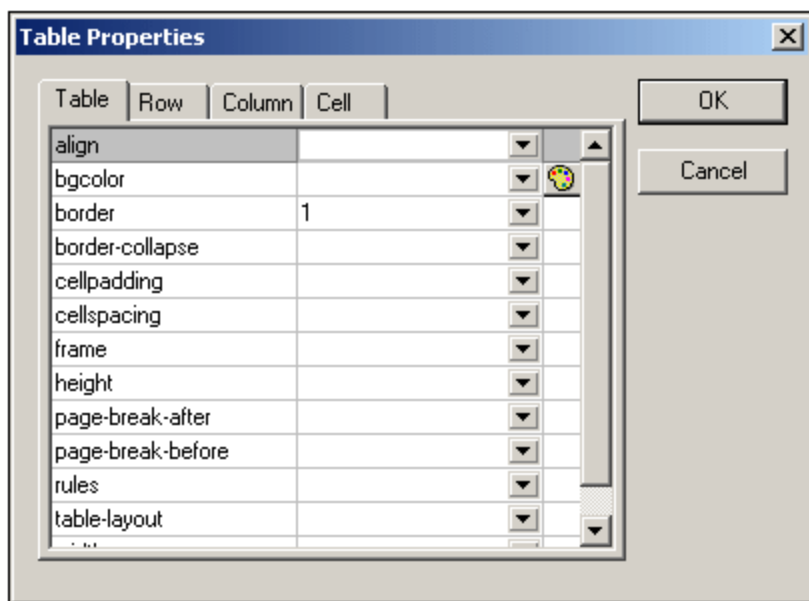 Table Properties
Table Row Column Cell
OK
Cancel
align
bgcolor
border 1
border-collapse
cellpadding
cellspacing
frame
height
page-break-after
page-break-before
rules
table-layout